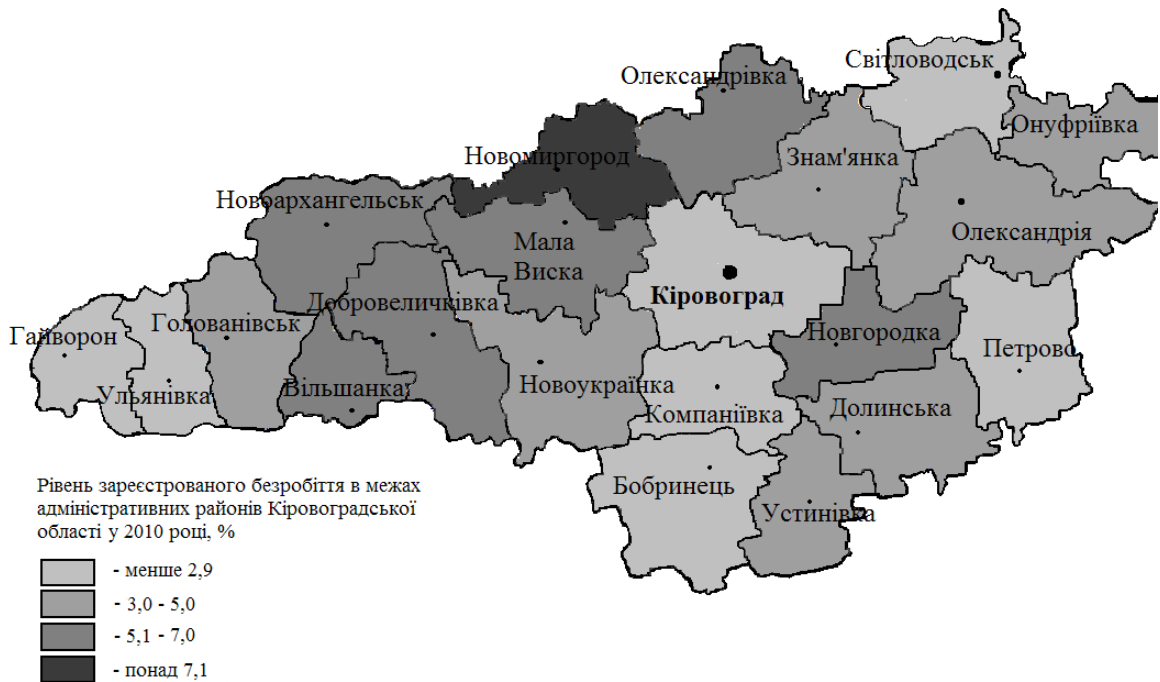 Світловодськ
Олександрівка
Онуфріївка
Знам'янка
Новомиргород
Новоархангельськ
Олександрія
Мала
Виска
Кіровоград
Добровеличківка
Голованівськ
Гайворон
Новгородка
Петрово
Ульянівка
Вільшанка
Новоукраїнка
Компаніївка
Долинська
Бобринець
Устинівка
Рівень зареєстрованого безробіття в межах
адміністративних районів Кіровоградської
області у 2010 році, %
- менше 2,9
- 3,0 - 5,0
- 5,1 - 7,0
- понад 7,1